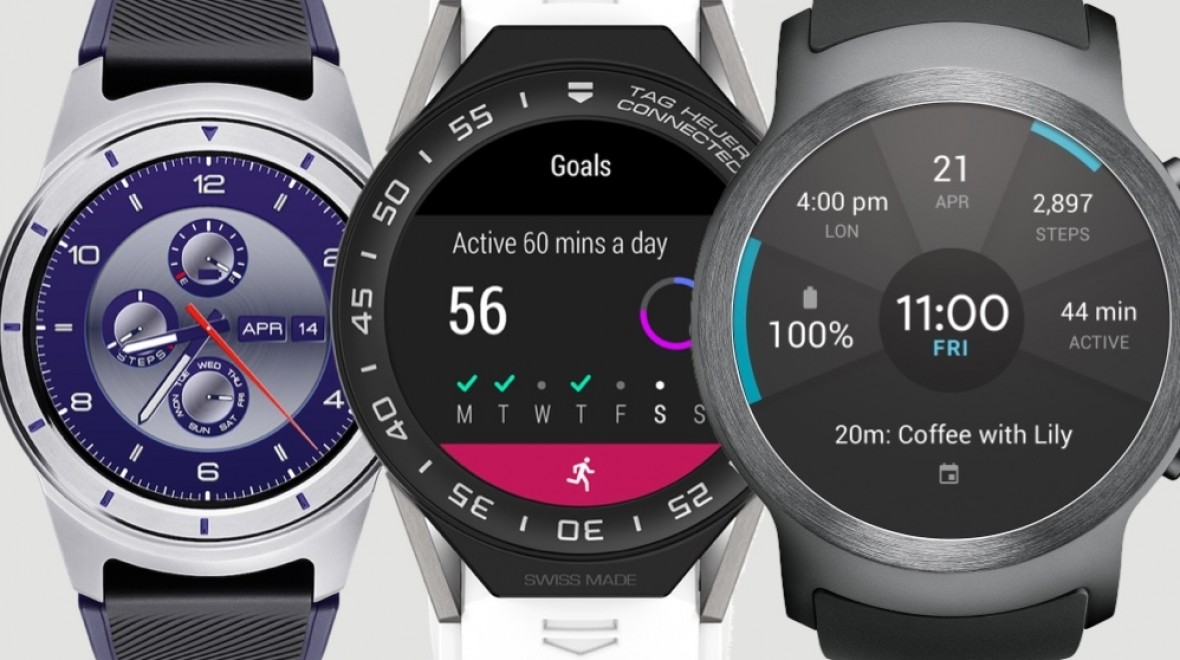 12
10
2
8
4
6
APR 14
STEPS
E F
MON TUE WED THU FRI SAT SUN
TAG HEUER
CONNECTED
55
50
45
40
35
30
25
Goals
Active 60 mins a day
56
M T W T F S S
SWISS MADE
21
APR
4:00 pm
LON
2,897
STEPS
100%
11:00
FRI
44 min
ACTIVE
20m: Coffee with Lily